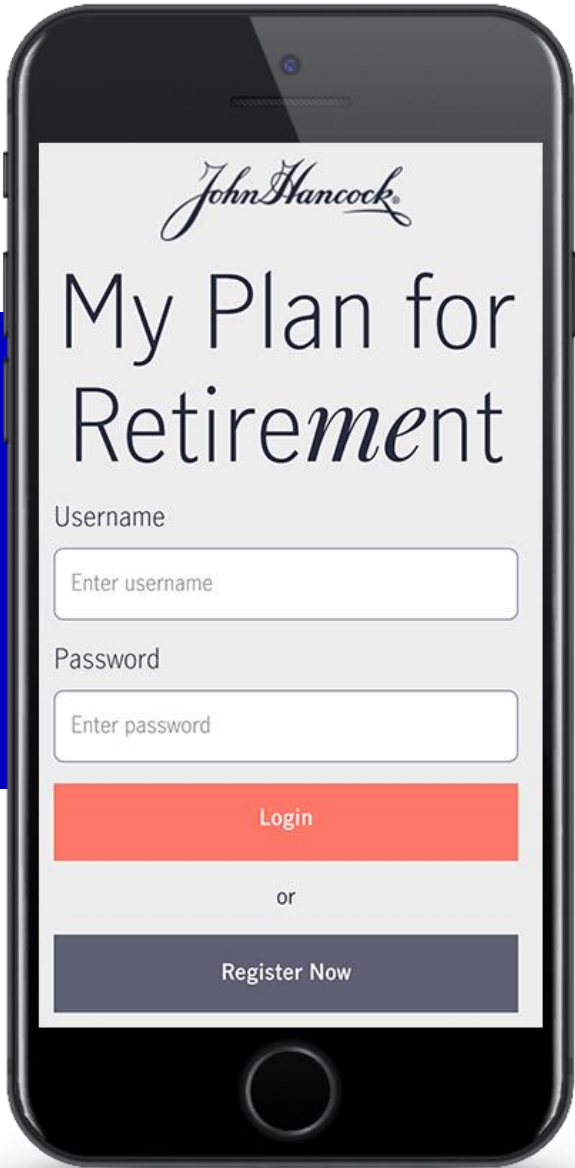 John Hancock®
My Plan for
Retirement
Username
Enter username
Password
Enter password
Login
or
Register Now